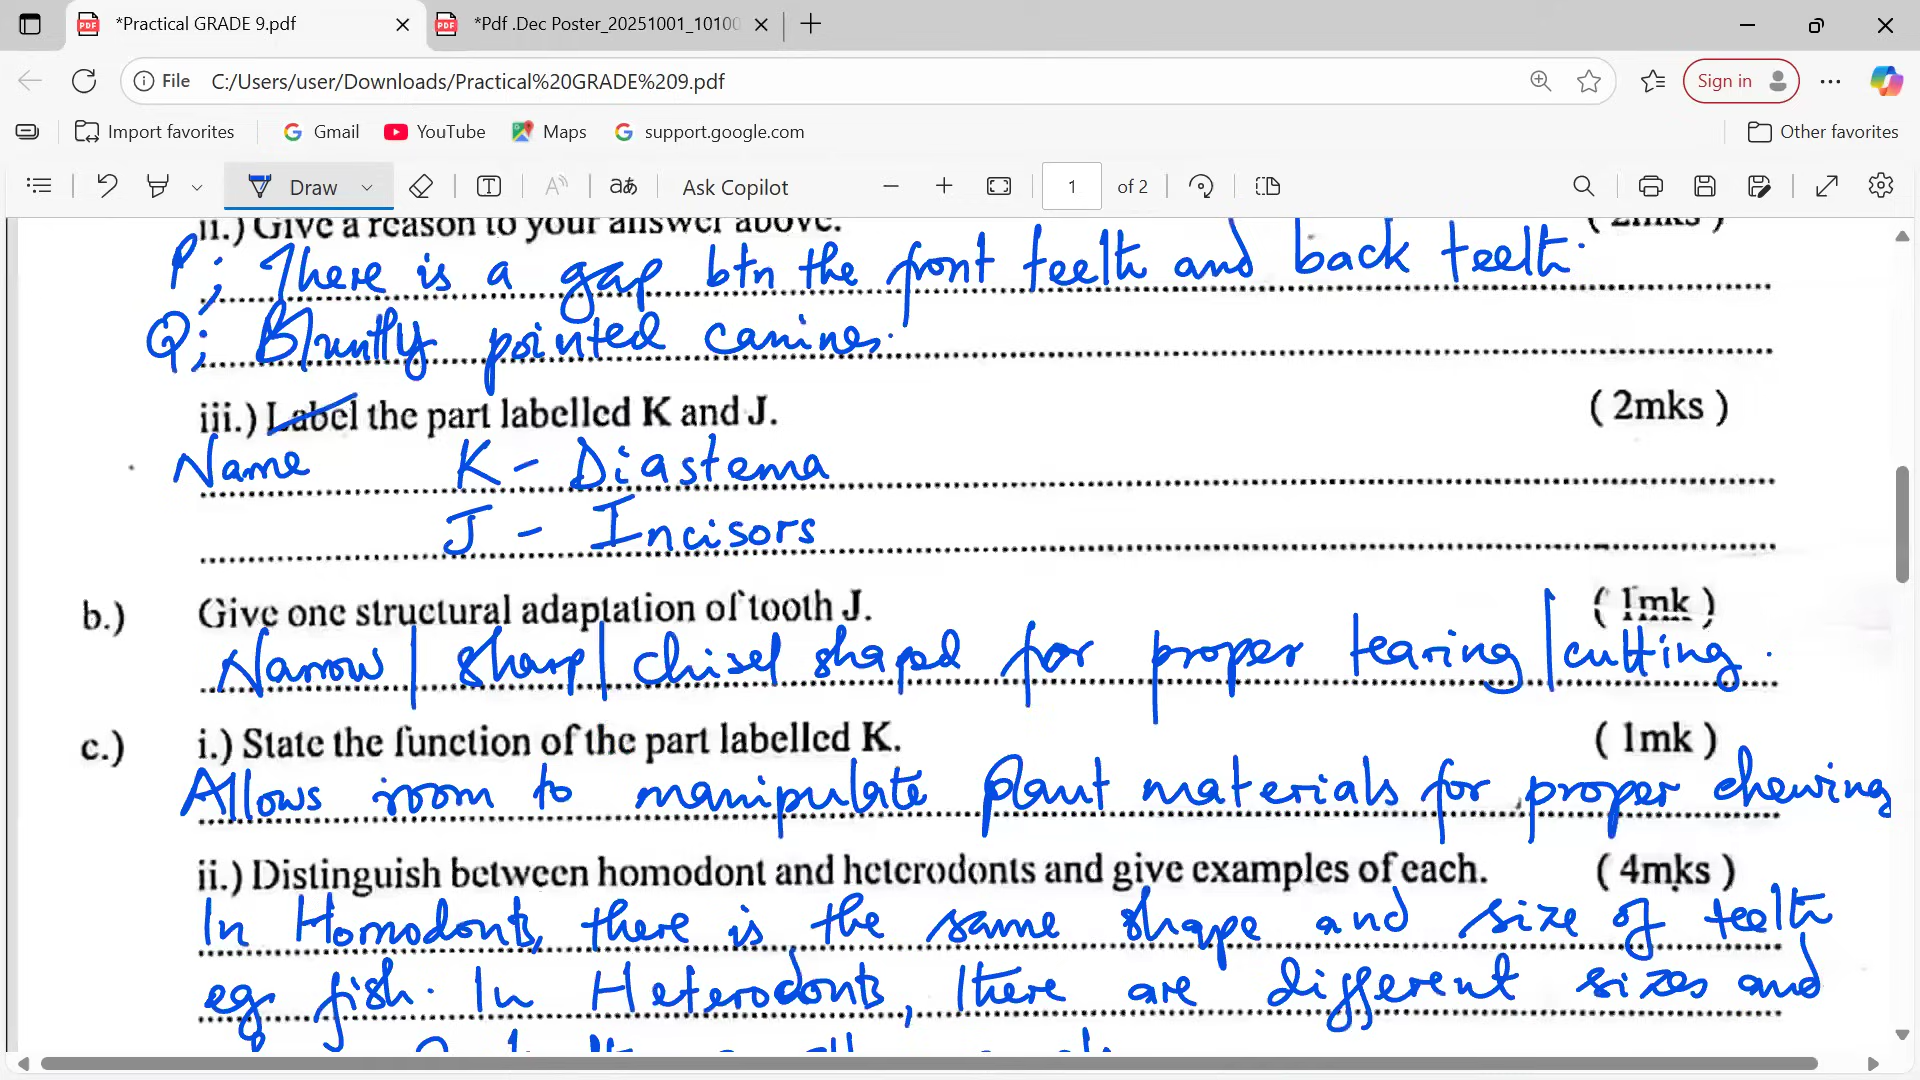 *Practical GRADE 9.pdf
*Pdf .Dec Poster_20251001_10100
File C:/Users/user/Downloads/Practical%20GRADE%209.pdf
Sign in
Import favorites Gmail YouTube Maps support.google.com Other favorites
Draw Ask Copilot 1 of 2
ii.) Give a reason to your answer above. ( 2mks )
P; There is a gap btn the front teeth and back teeth.
Q; Bluntly pointed canines.
iii.) Label the part labelled K and J. ( 2mks )
Name K - Diastema
J - Incisors
b.) Give one structural adaptation of tooth J. ( 1mk )
Narrow | sharp | chisel shaped for proper tearing | cutting.
c.) i.) State the function of the part labelled K. ( 1mk )
Allows room to manipulate plant materials for proper chewing
ii.) Distinguish between homodont and heterodonts and give examples of each. ( 4mks )
In Homodonts, there is the same shape and size of teeth
eg fish. In Heterodonts, there are different sizes and